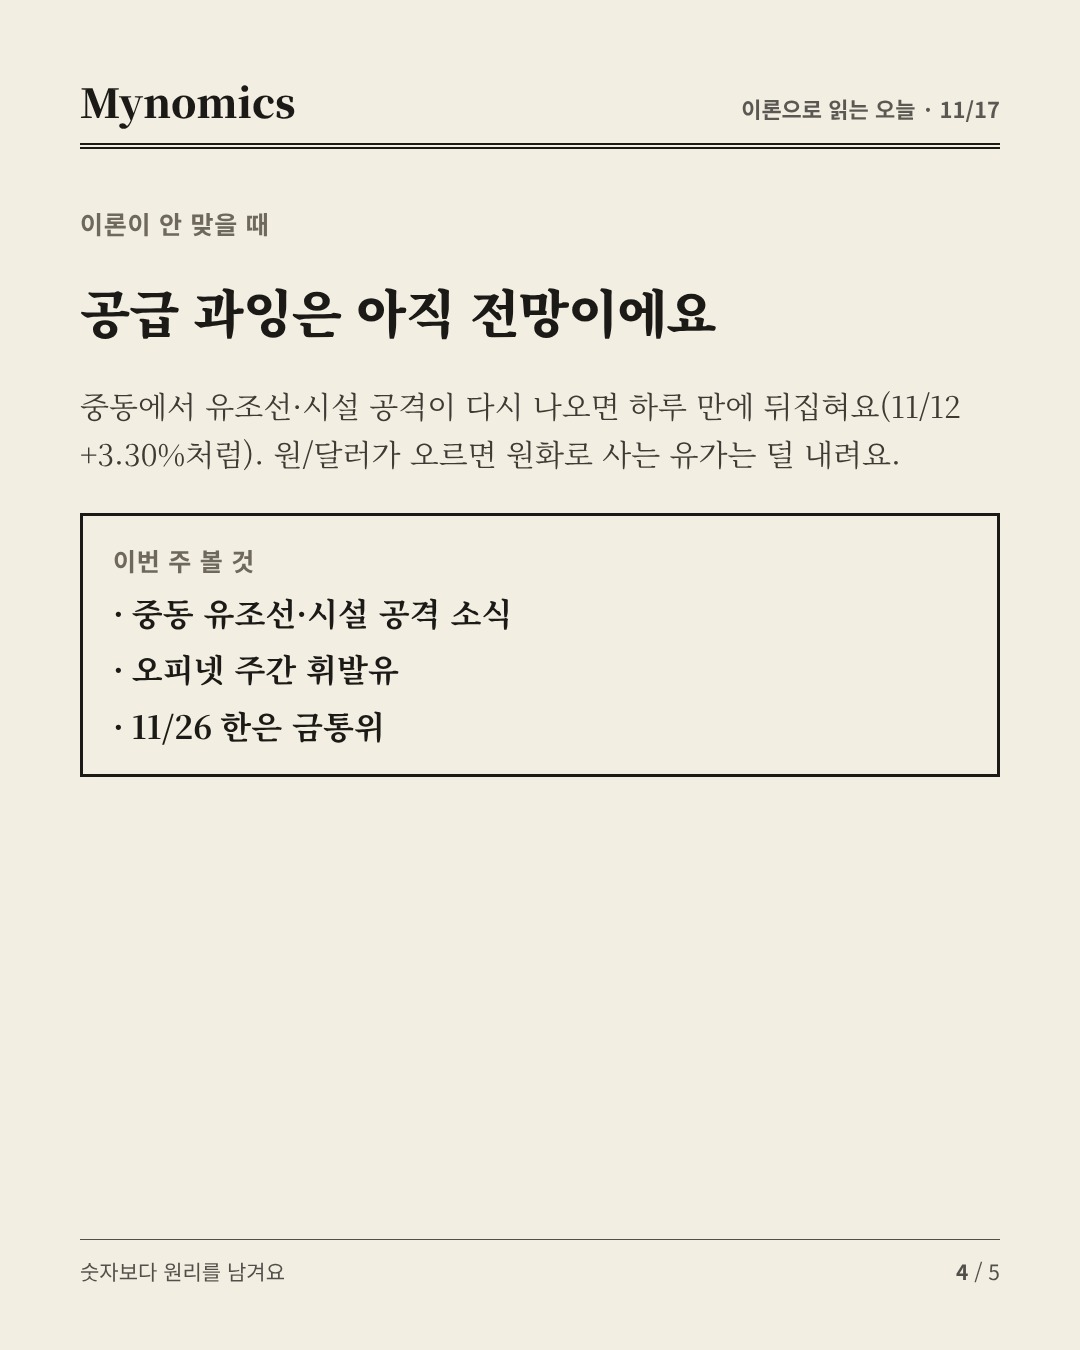 Mynomics
이론으로 읽는 오늘 · 11/17
이론이 안 맞을 때
공급 과잉은 아직 전망이에요
중동에서 유조선·시설 공격이 다시 나오면 하루 만에 뒤집혀요(11/12
+3.30%처럼). 원/달러가 오르면 원화로 사는 유가는 덜 내려요.
이번 주 볼 것
· 중동 유조선·시설 공격 소식
· 오피넷 주간 휘발유
· 11/26 한은 금통위
숫자보다 원리를 남겨요
4 / 5